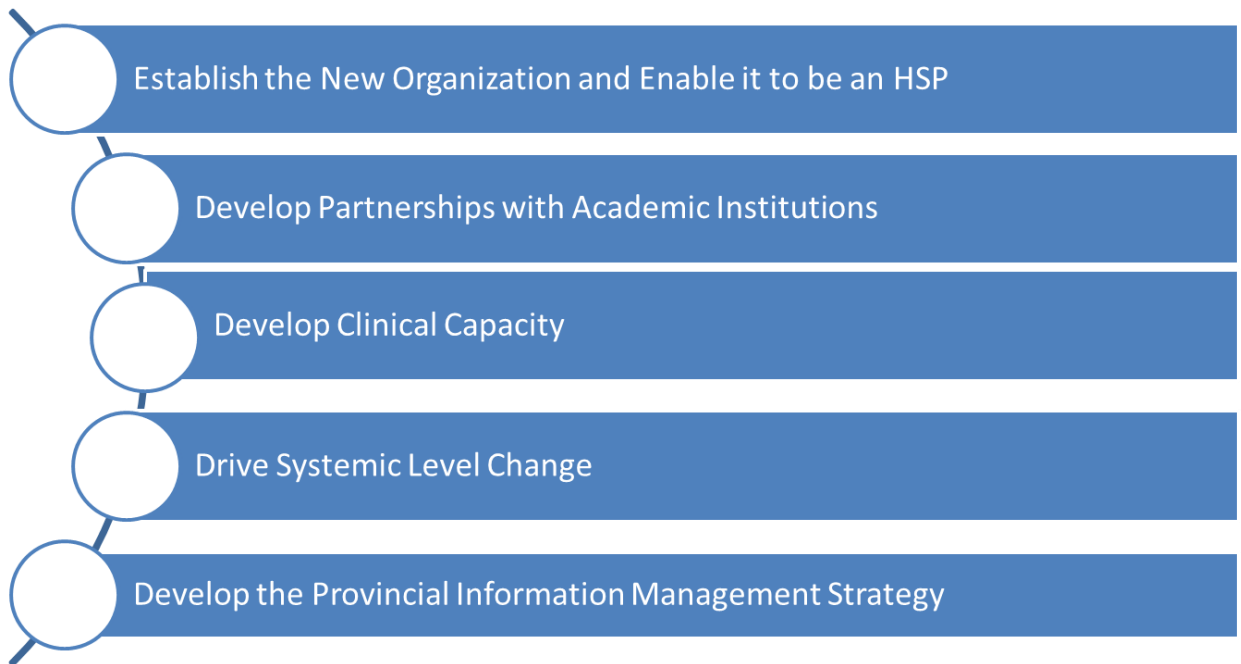 Establish the New Organization and Enable it to be an HSP
Develop Partnerships with Academic Institutions
Develop Clinical Capacity
Drive Systemic Level Change
Develop the Provincial Information Management Strategy